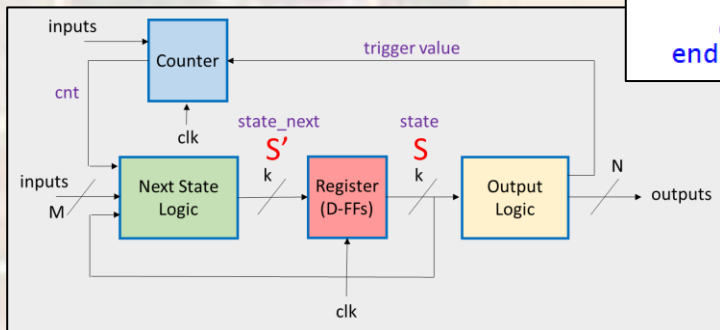 inputs
Counter
trigger value
end
cnt
clk
state_next
state
S'
S
k
k
N
inputs
M
Next State
Logic
Register
(D-FFs)
Output
Logic
outputs
clk